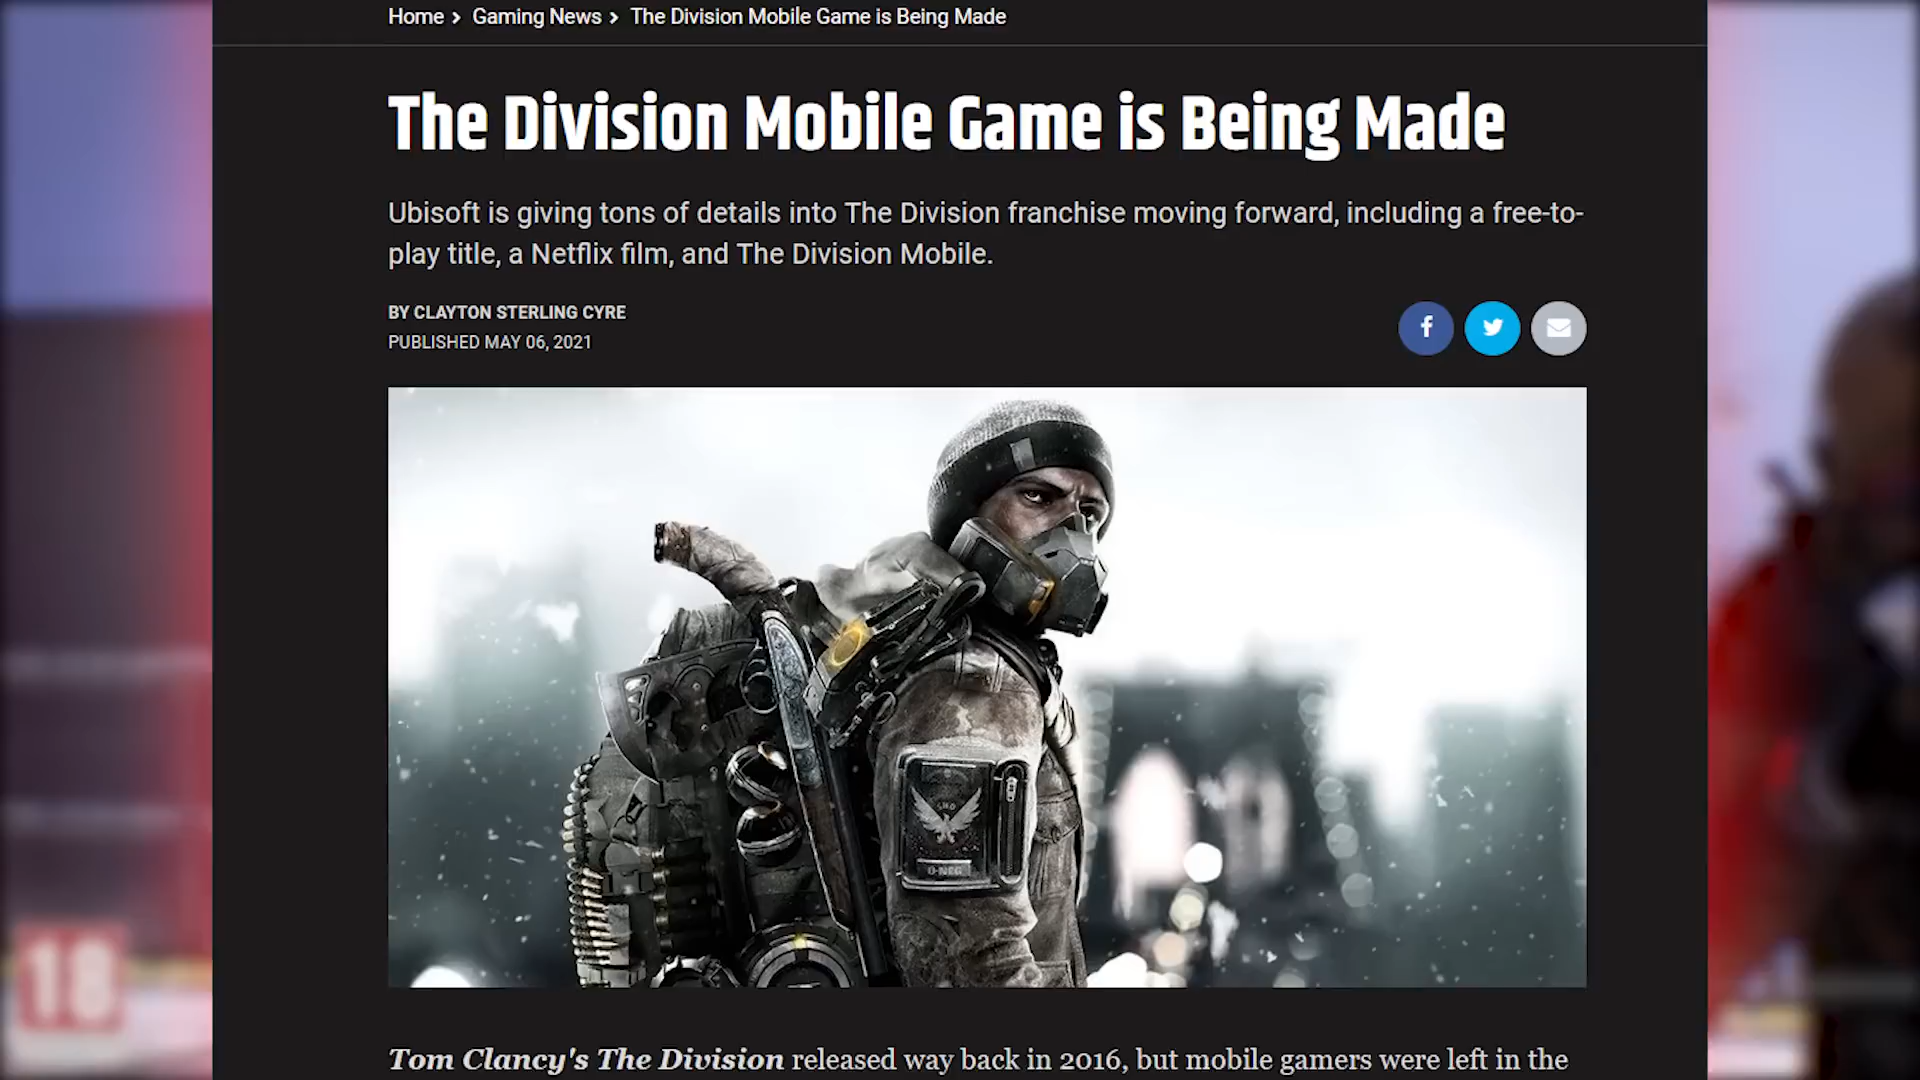 Home › Gaming News › The Division Mobile Game is Being Made
The Division Mobile Game is Being Made
Ubisoft is giving tons of details into The Division franchise moving forward, including a free-to-
play title, a Netflix film, and The Division Mobile.
BY CLAYTON STERLING CYRE
PUBLISHED MAY 06, 2021
SHD
O-NEG
18
Tom Clancy's The Division released way back in 2016, but mobile gamers were left in the